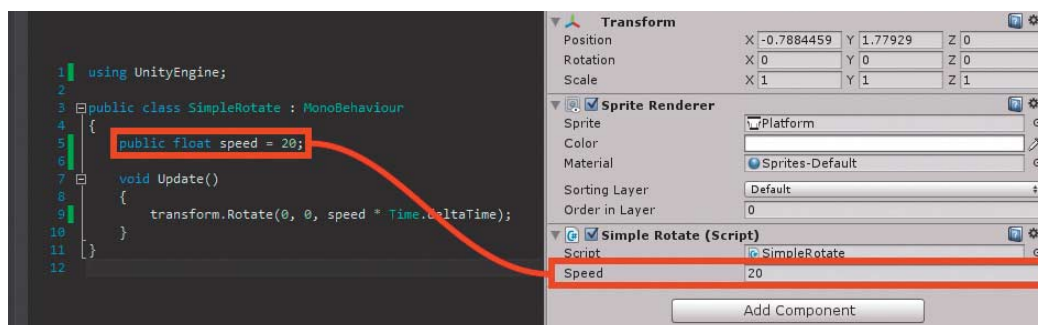 1 using UnityEngine;
2
3 public class SimpleRotate : MonoBehaviour
4 {
5 public float speed = 20;
6
7 void Update()
8 {
9 transform.Rotate(0, 0, speed * Time.deltaTime);
10 }
11 }
12
Transform
Position X -0.7884459 Y 1.77929 Z 0
Rotation X 0 Y 0 Z 0
Scale X 1 Y 1 Z 1
Sprite Renderer
Sprite Platform
Color
Material Sprites-Default
Sorting Layer Default
Order in Layer 0
Simple Rotate (Script)
Script SimpleRotate
Speed 20
Add Component